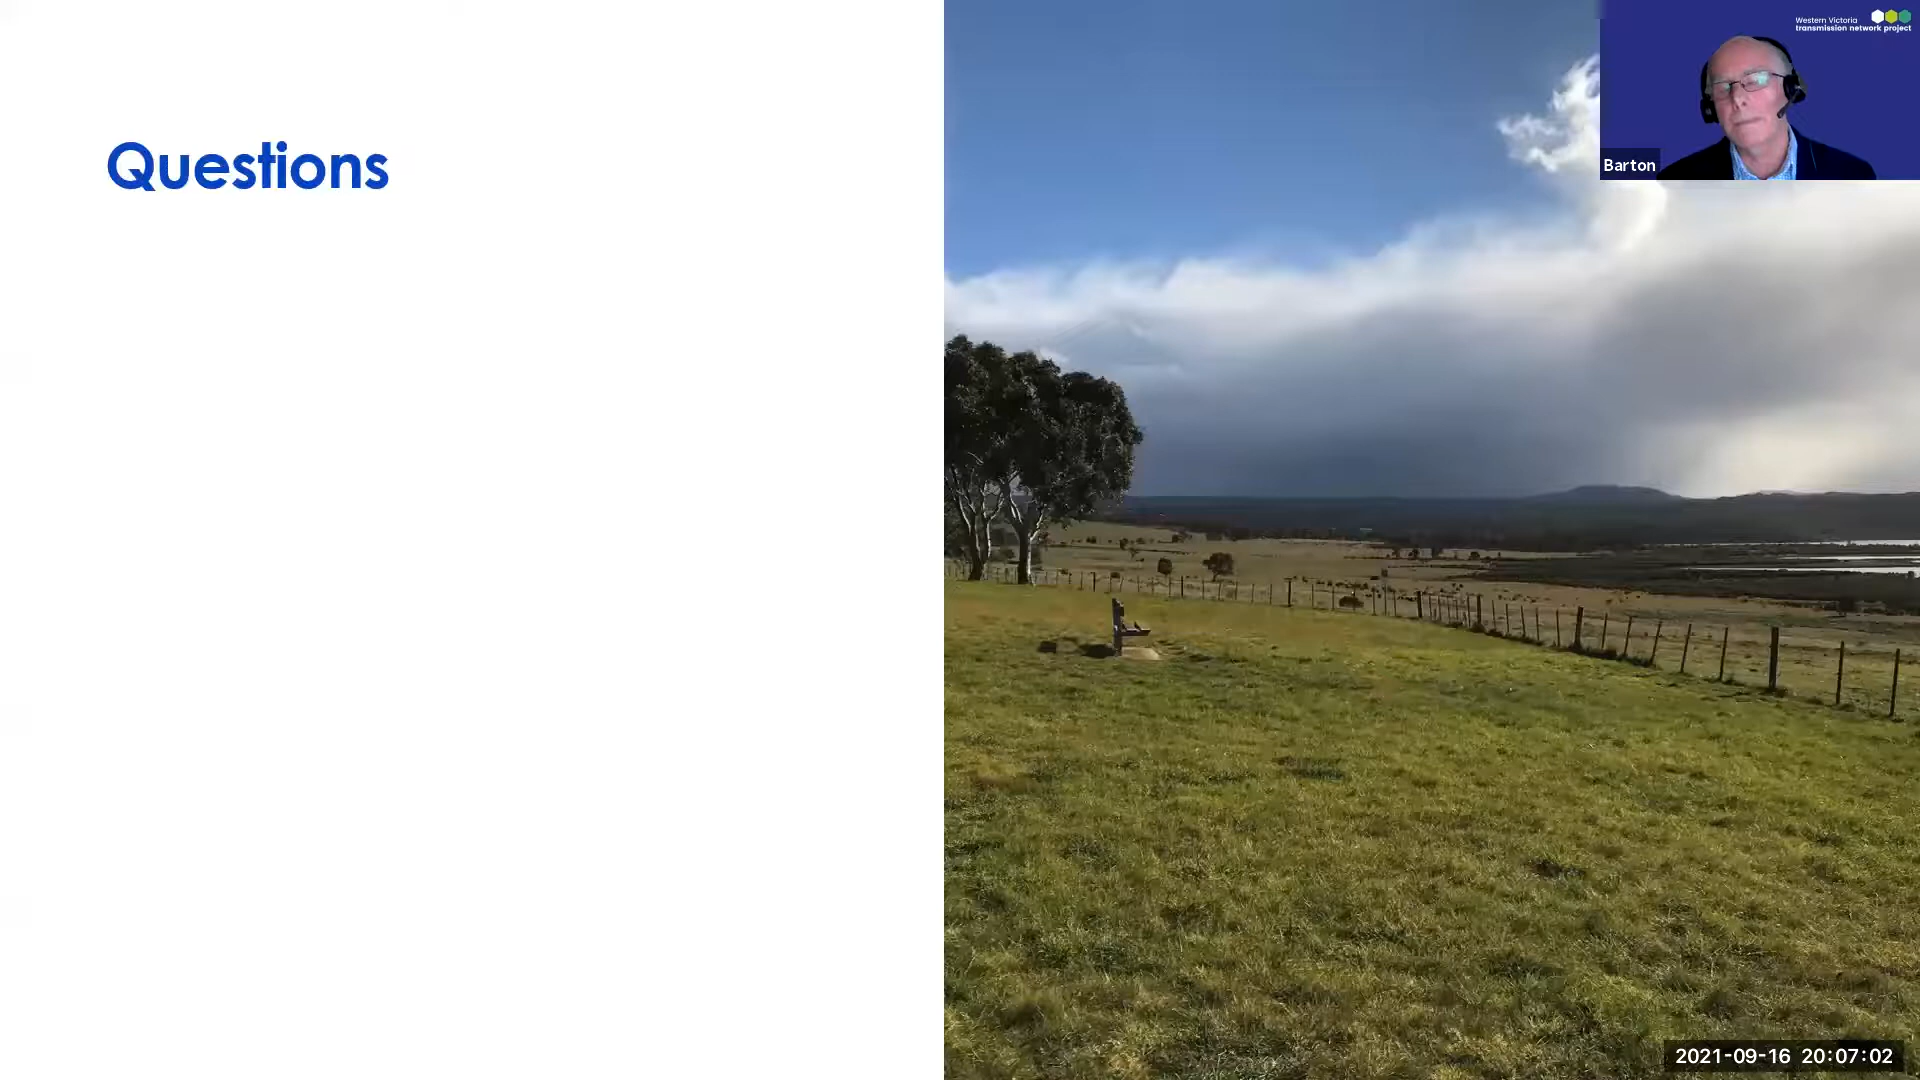 Questions
Western Victoria
transmission network project
Barton
2021-09-16 20:07:02